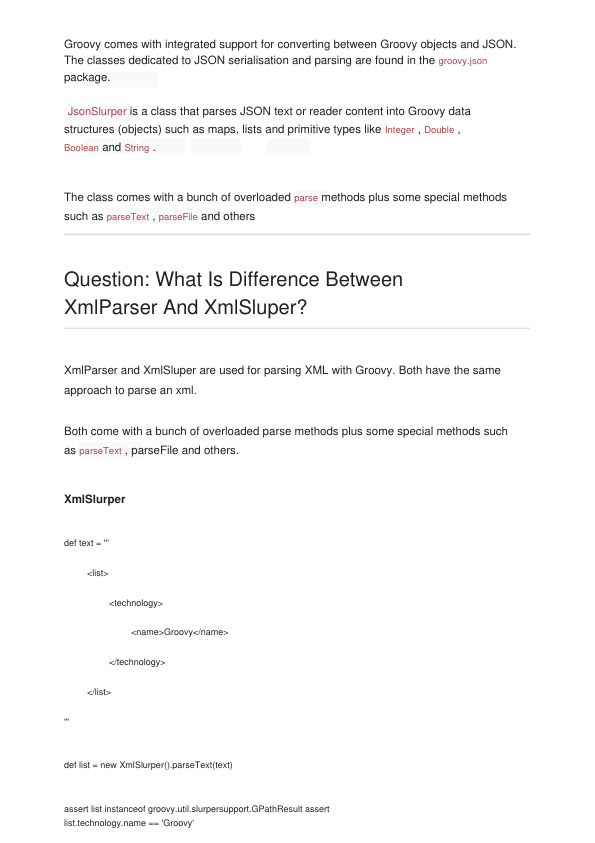 Groovy comes with integrated support for converting between Groovy objects and JSON.
The classes dedicated to JSON serialisation and parsing are found in the groovy.json
package.
JsonSlurper is a class that parses JSON text or reader content into Groovy data
structures (objects) such as maps, lists and primitive types like Integer , Double ,
Boolean and String .
The class comes with a bunch of overloaded parse methods plus some special methods
such as parseText , parseFile and others
Question: What Is Difference Between
XmlParser And XmlSluper?
XmlParser and XmlSluper are used for parsing XML with Groovy. Both have the same
approach to parse an xml.
Both come with a bunch of overloaded parse methods plus some special methods such
as parseText , parseFile and others.
XmlSlurper
def text = '''
<list>
<technology>
<name>Groovy</name>
</technology>
</list>
'''
def list = new XmlSlurper().parseText(text)
assert list instanceof groovy.util.slurpersupport.GPathResult assert
list.technology.name == 'Groovy'